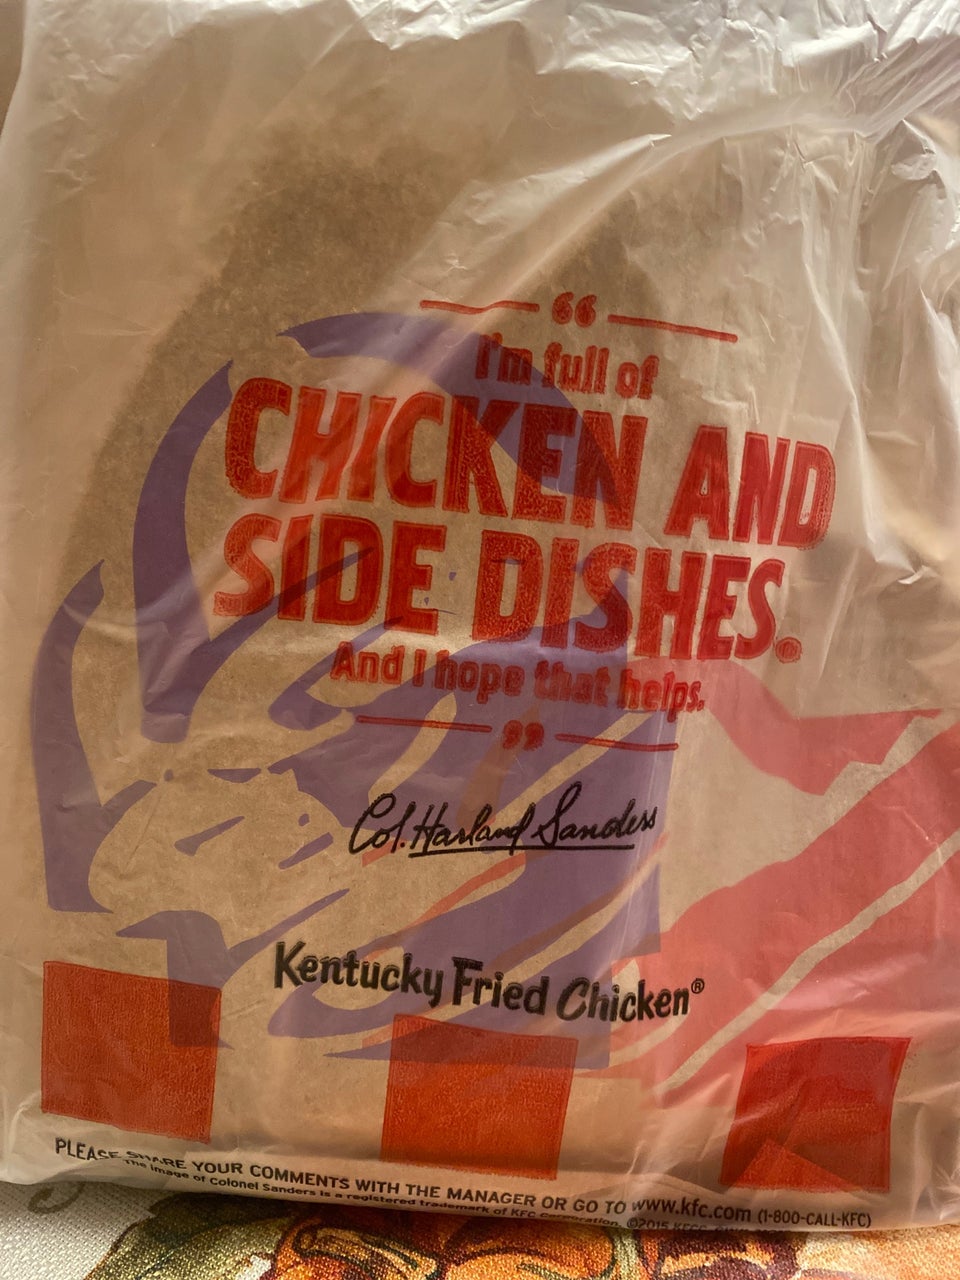 “
I'm full of
CHICKEN AND
SIDE DISHES.
And I hope that helps.
”
Col. Harland Sanders
Kentucky Fried Chicken®
PLEASE SHARE YOUR COMMENTS WITH THE MANAGER OR GO TO www.kfc.com (1-800-CALL-KFC)
The image of Colonel Sanders is a registered trademark of KFC Corporation. ©2015 KFCC.